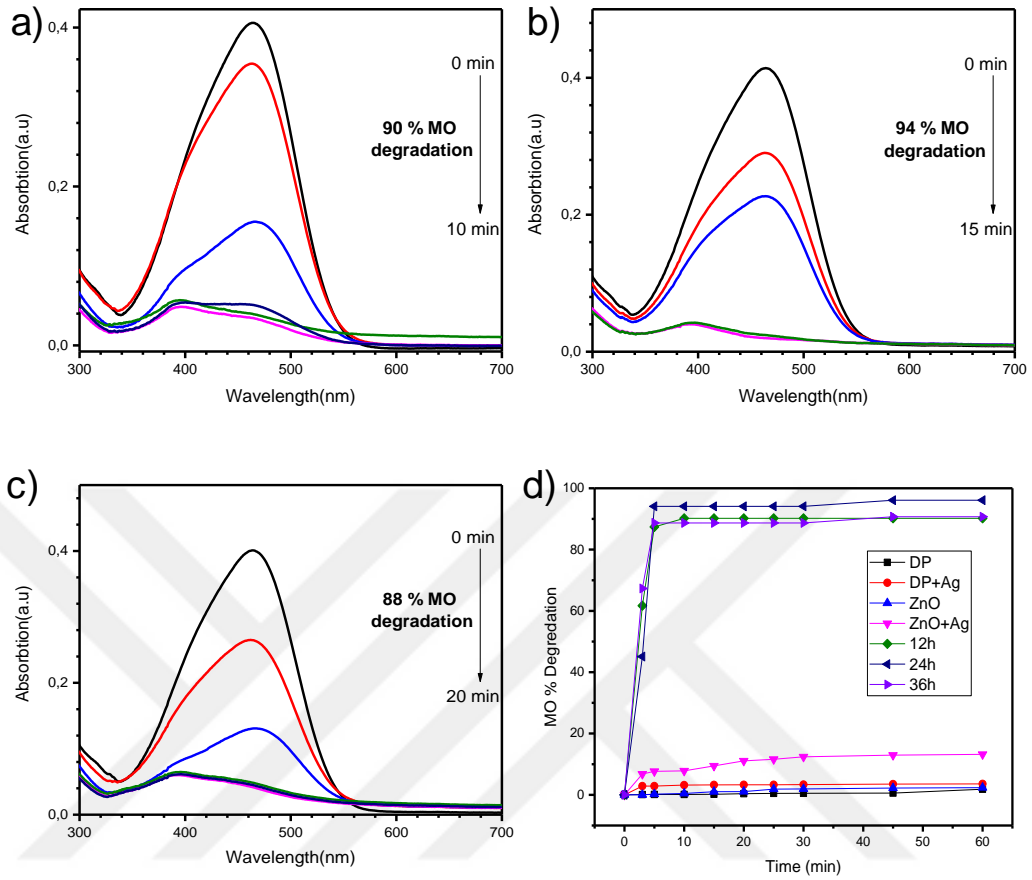 a)
0,4
0,2
0,0
300
400
500
600
700
Absorbtion(a.u)
Wavelength(nm)
0 min
90 % MO
degradation
10 min
b)
0,4
0,2
0,0
300
400
500
600
700
Absorbtion(a.u)
Wavelength(nm)
0 min
94 % MO
degradation
15 min
c)
0,4
0,2
0,0
300
400
500
600
700
Absorbtion(a.u)
Wavelength(nm)
0 min
88 % MO
degradation
20 min
d)
100
80
60
40
20
0
0
10
20
30
40
50
60
MO % Degredation
Time (min)
DP
DP+Ag
ZnO
ZnO+Ag
12h
24h
36h